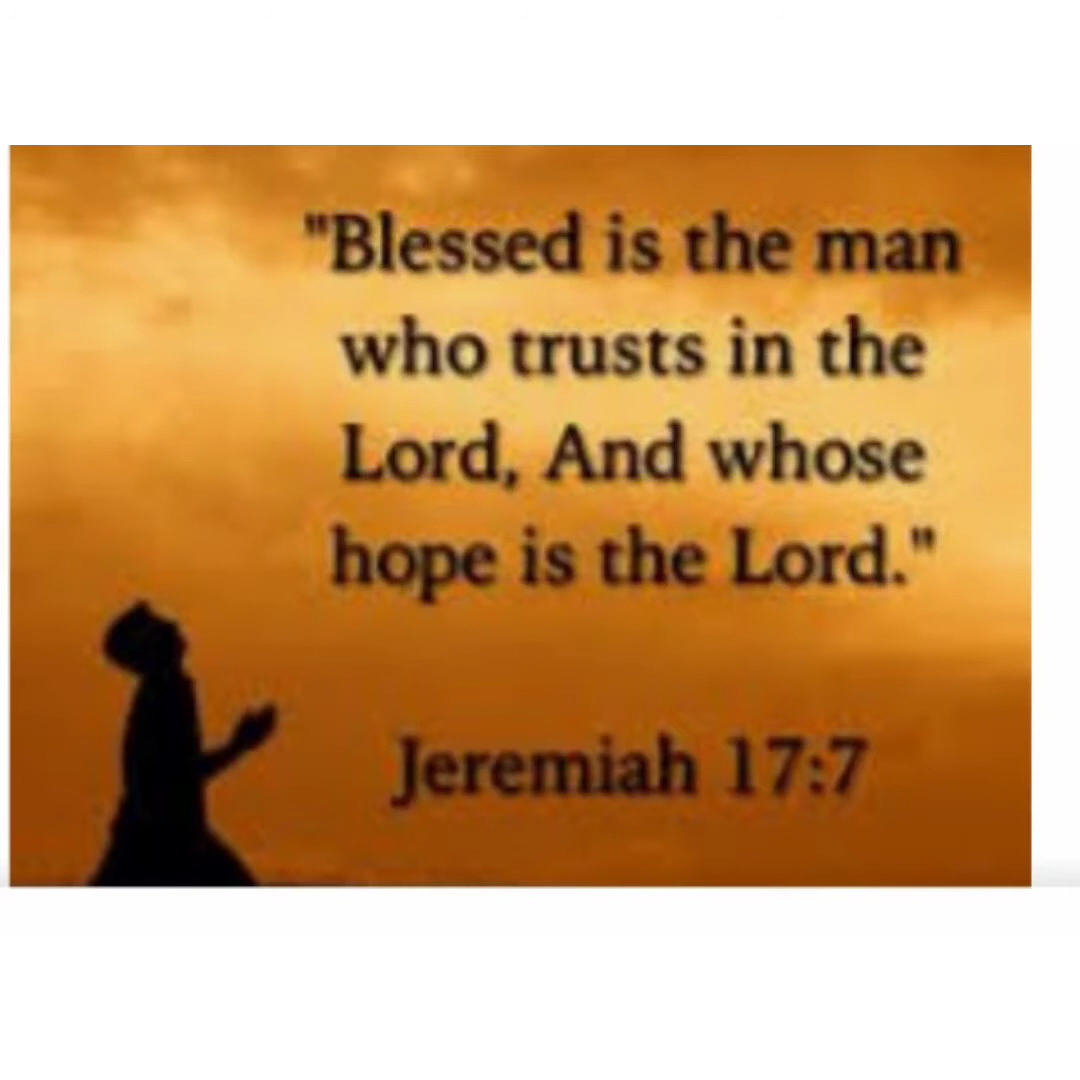 "Blessed is the man
who trusts in the
Lord, And whose
hope is the Lord."
Jeremiah 17:7